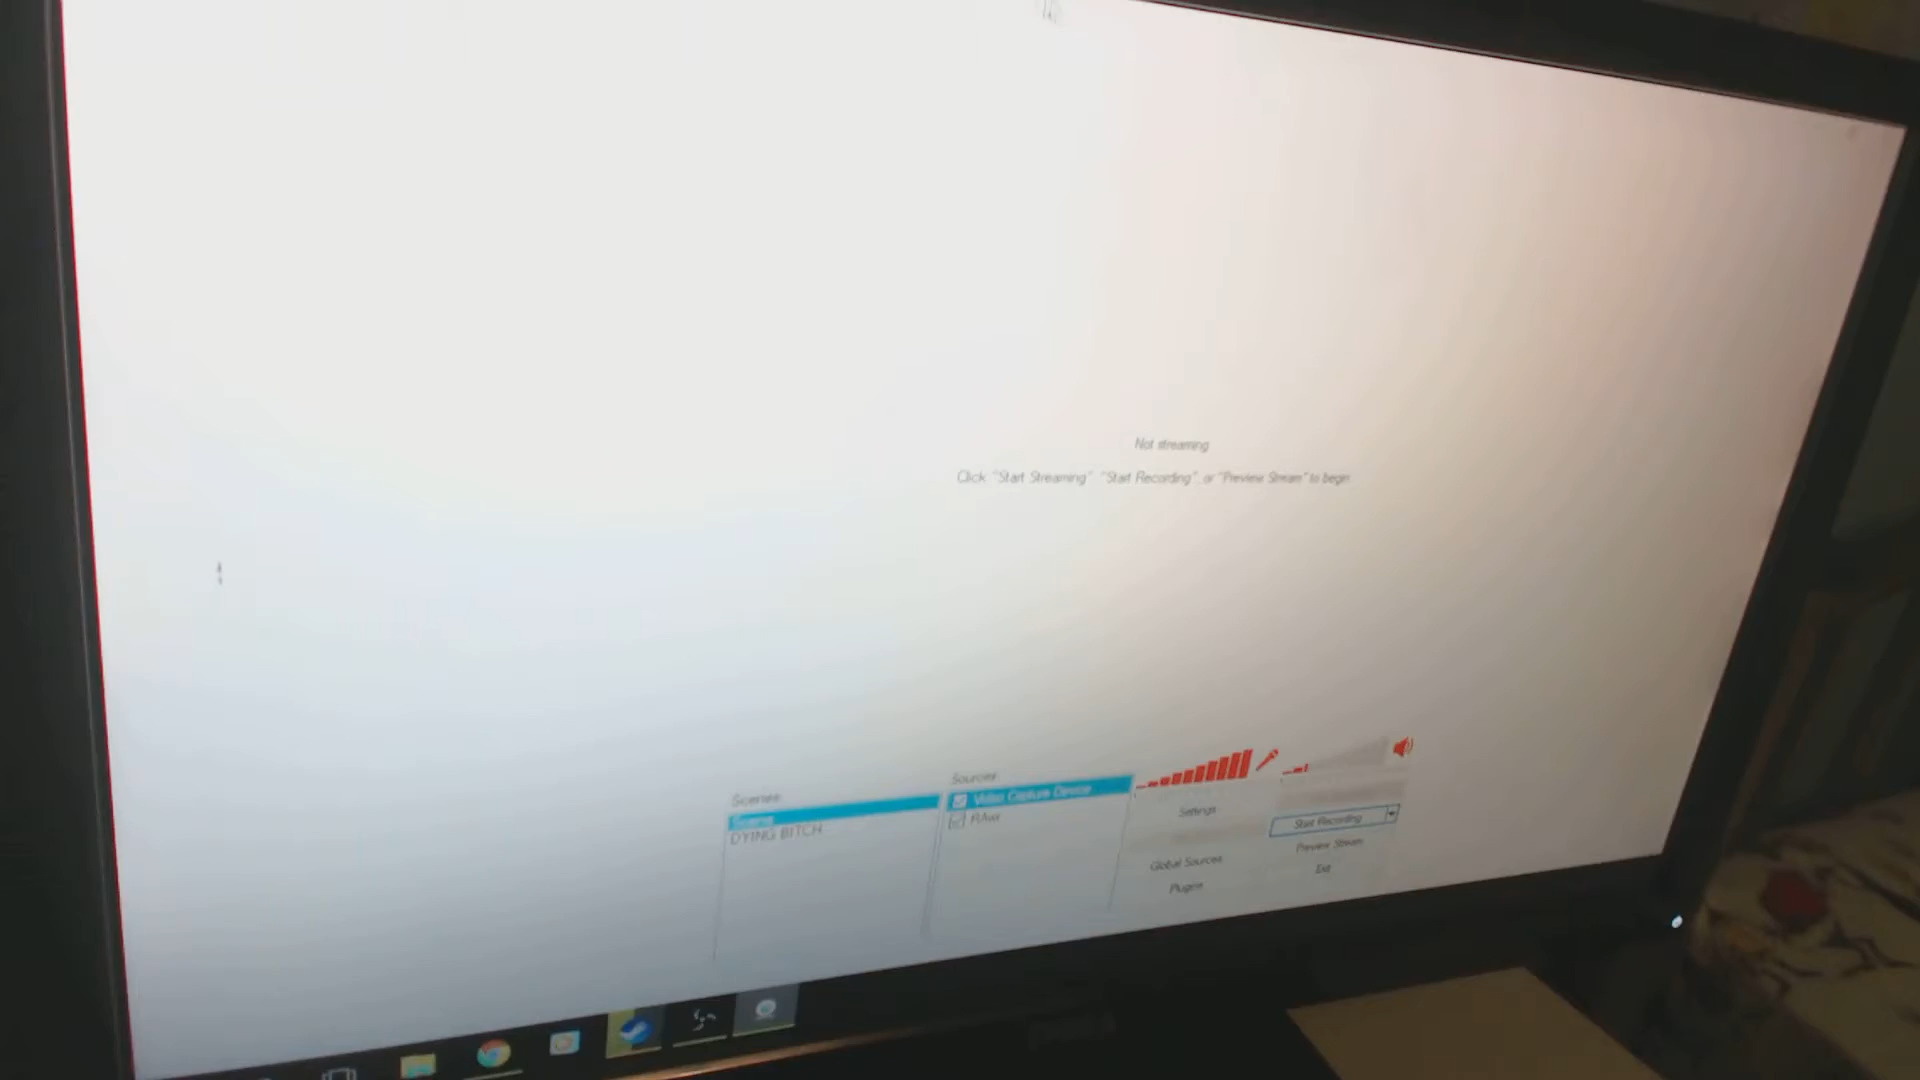 Not streaming
Click "Start Streaming" "Start Recording" or "Preview Stream" to begin
Scenes
Scene
DYING BITCH
Sources
Video Capture Device
RAwr
Settings
Global Sources
Plugins
Start Recording
Preview Stream
Exit